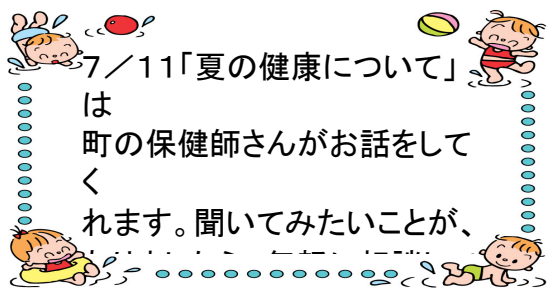 ７／１１「夏の健康について」
は
町の保健師さんがお話をして
く
れます。聞いてみたいことが、